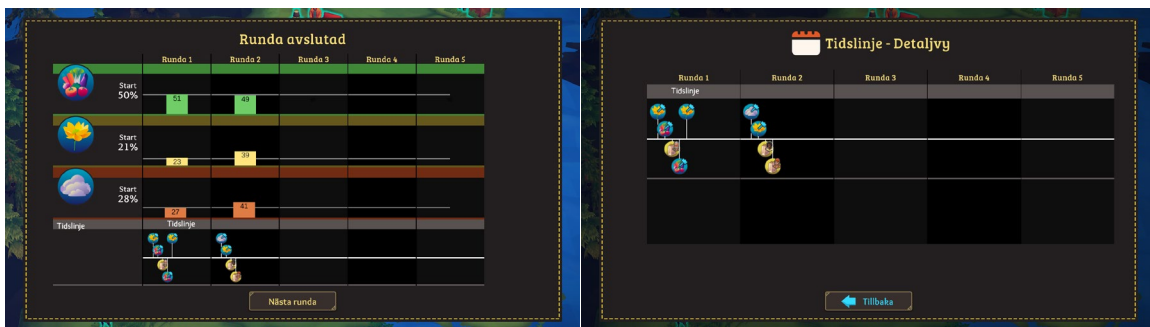 Runda avslutad
Runda 1 Runda 2 Runda 3 Runda 4 Runda 5
Start
50%
51 49
Start
21%
23 39
Start
28%
27 41
Tidslinje Tidslinje
Nästa runda
Tidslinje - Detaljvy
Runda 1 Runda 2 Runda 3 Runda 4 Runda 5
Tidslinje
Tillbaka